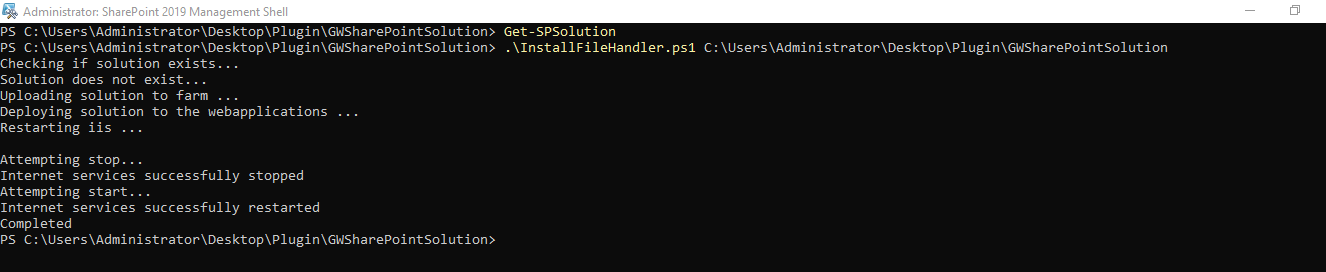 Administrator: SharePoint 2019 Management Shell
PS C:\Users\Administrator\Desktop\Plugin\GWSharePointSolution> Get-SPSolution
PS C:\Users\Administrator\Desktop\Plugin\GWSharePointSolution> .\InstallFileHandler.ps1 C:\Users\Administrator\Desktop\Plugin\GWSharePointSolution
Checking if solution exists...
Solution does not exist...
Uploading solution to farm ...
Deploying solution to the webapplications ...
Restarting iis ...
Attempting stop...
Internet services successfully stopped
Attempting start...
Internet services successfully restarted
Completed
PS C:\Users\Administrator\Desktop\Plugin\GWSharePointSolution>